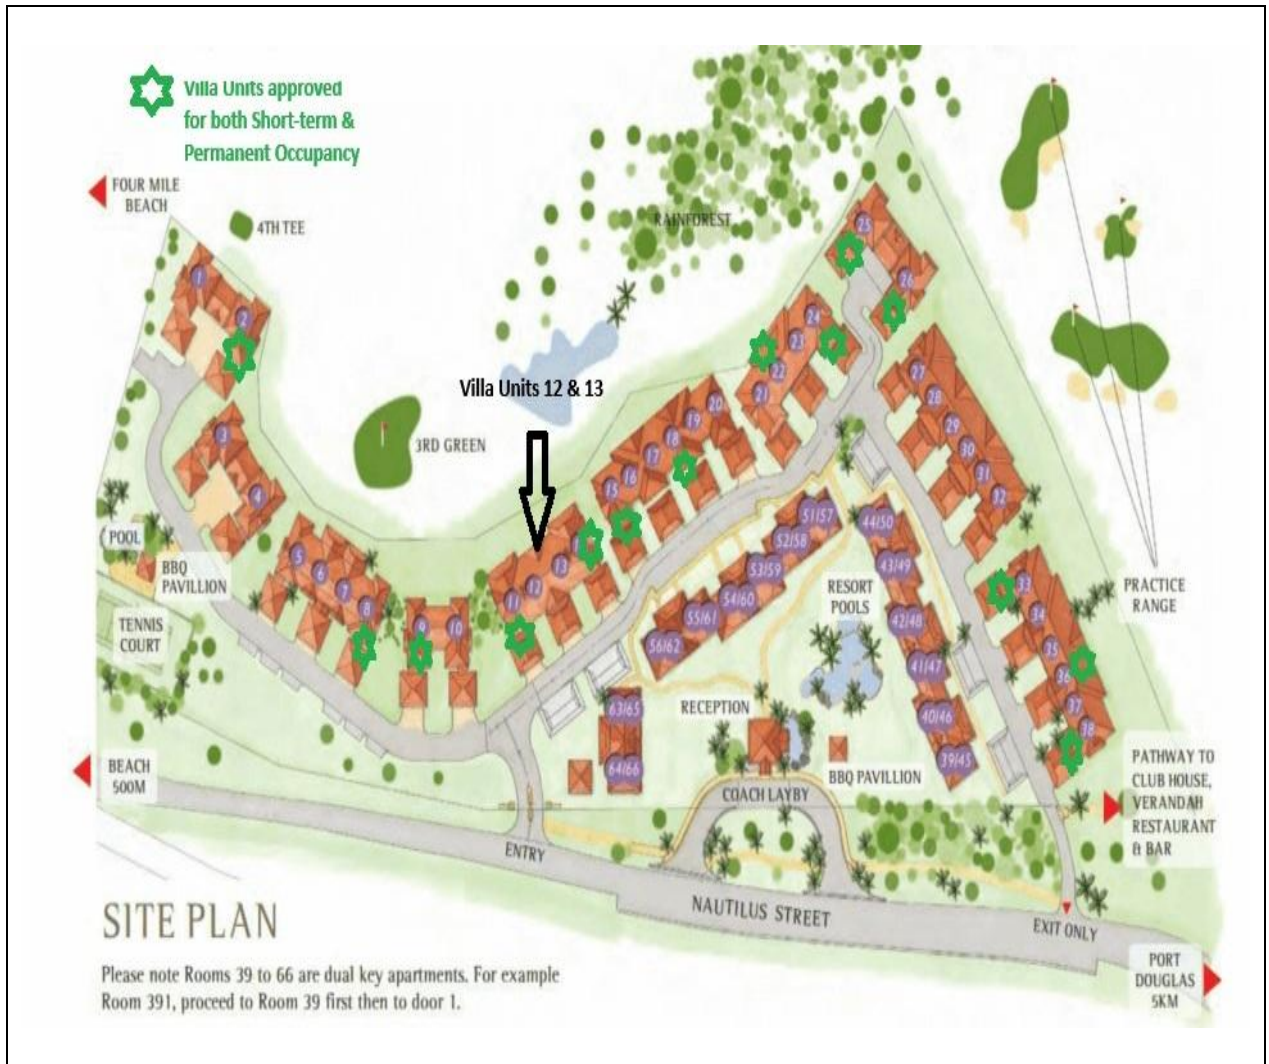 Villa Units approved
for both Short-term &
Permanent Occupancy
FOUR MILE
BEACH
4TH TEE
RAINFOREST
Villa Units 12 & 13
3RD GREEN
1
2
3
4
5
6
7
8
9
10
11
12
13
15
16
17
18
19
20
21
22
23
24
25
26
27
28
29
30
31
32
33
34
35
36
37
38
51/57
52/58
53/59
54/60
55/61
56/62
44/50
43/49
42/48
41/47
40/46
39/45
63/65
64/66
POOL
BBQ
PAVILLION
TENNIS
COURT
RESORT
POOLS
PRACTICE
RANGE
RECEPTION
BBQ PAVILLION
COACH LAYBY
BEACH
500M
PATHWAY TO
CLUB HOUSE,
VERANDAH
RESTAURANT
& BAR
ENTRY
NAUTILUS STREET
EXIT ONLY
PORT
DOUGLAS
5KM
SITE PLAN
Please note Rooms 39 to 66 are dual key apartments. For example
Room 391, proceed to Room 39 first then to door 1.